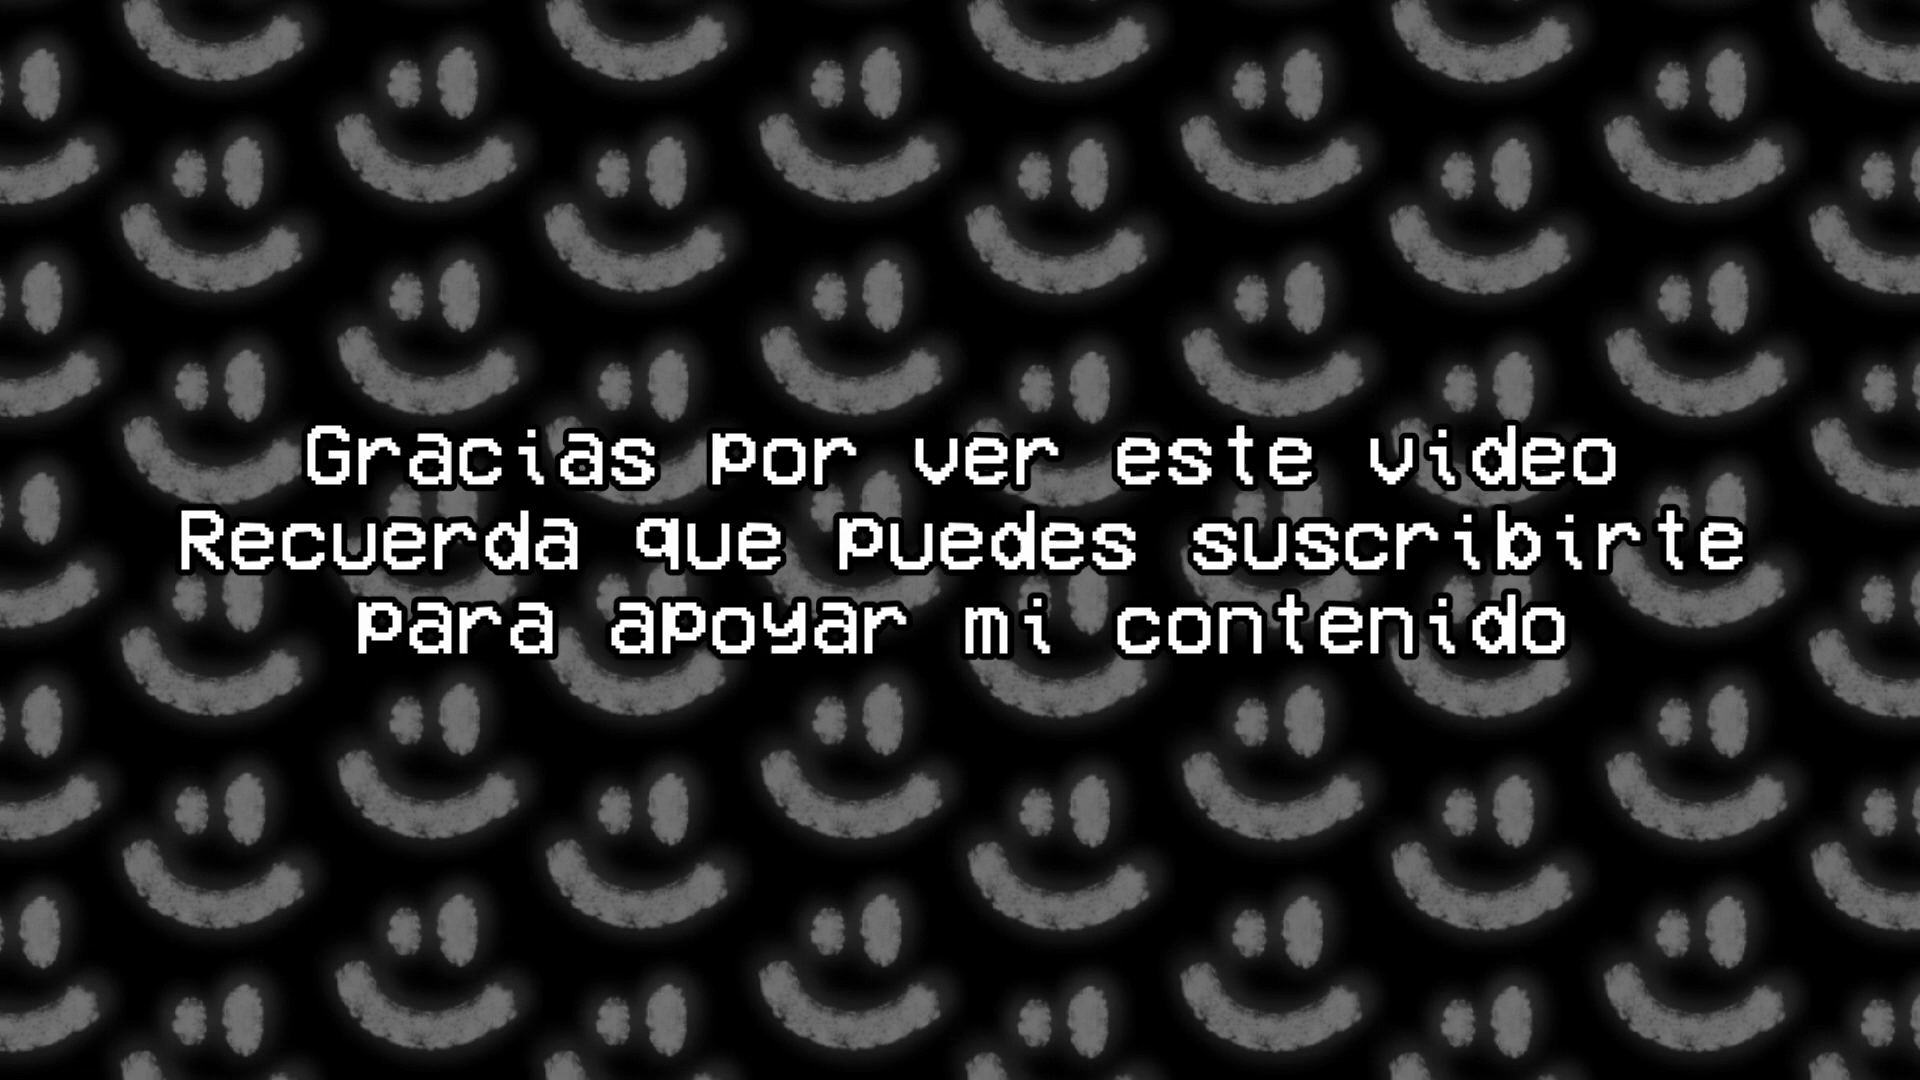 Gracias por ver este video
Recuerda que puedes suscribirte
para apoyar mi contenido